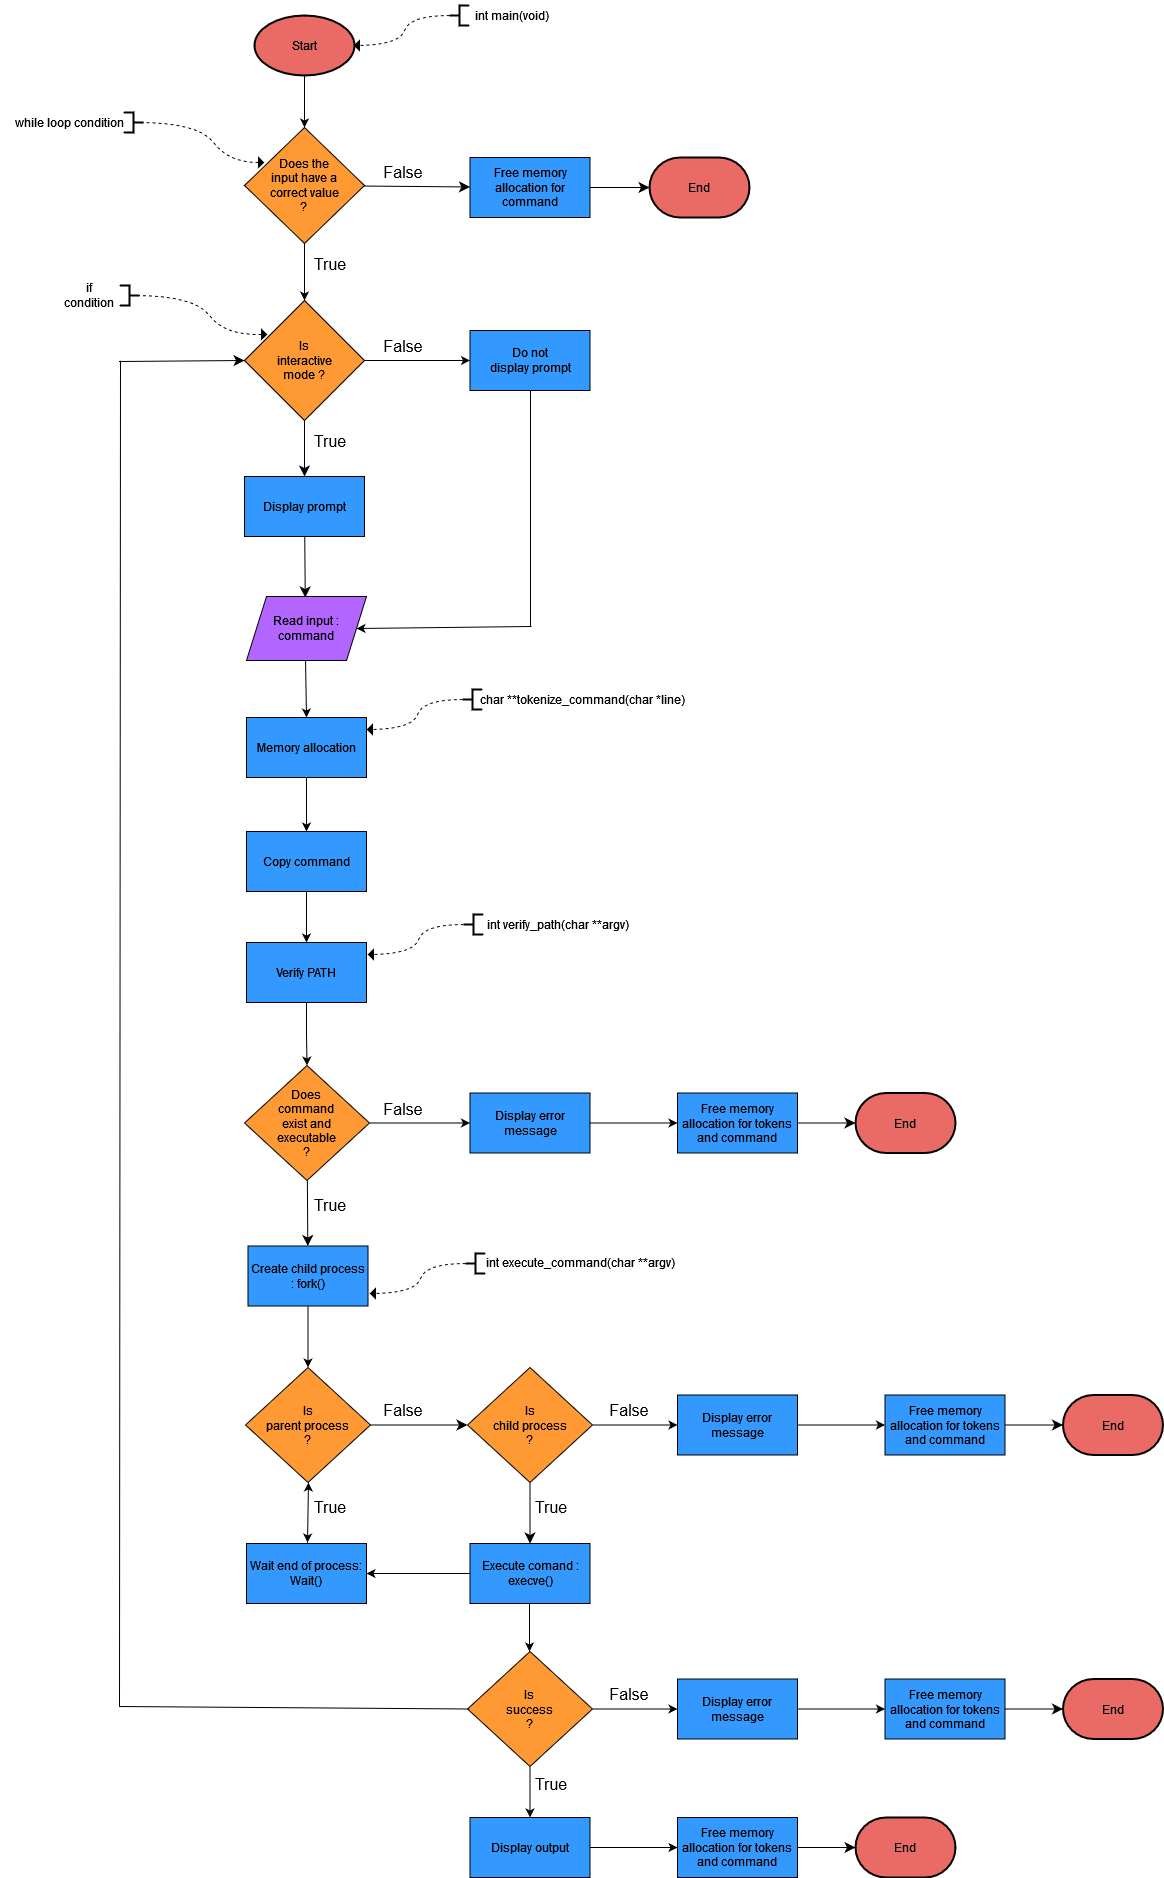 int main(void)
Start
while loop condition
Does the
input have a
correct value
?
False
Free memory
allocation for
command
End
True
if
condition
Is
interactive
mode ?
False
Do not
display prompt
True
Display prompt
Read input :
command
char **tokenize_command(char *line)
Memory allocation
Copy command
int verify_path(char **argv)
Verify PATH
Does
command
exist and
executable
?
False
Display error
message
Free memory
allocation for tokens
and command
End
True
Create child process
: fork()
int execute_command(char **argv)
Is
parent process
?
False
Is
child process
?
False
Display error
message
Free memory
allocation for tokens
and command
End
True
True
Wait end of process:
Wait()
Execute comand :
execve()
Is
success
?
False
Display error
message
Free memory
allocation for tokens
and command
End
True
Display output
Free memory
allocation for tokens
and command
End